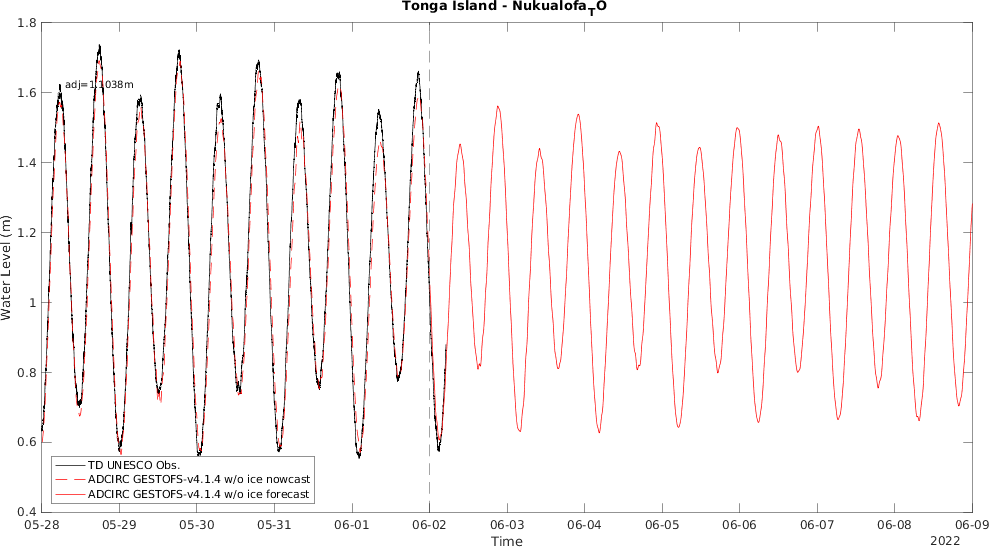 Tonga Island - NukualofaTO
1.8
1.6
1.4
1.2
1
0.8
0.6
0.4
Water Level (m)
adj=1.1038m
TD UNESCO Obs.
ADCIRC GESTOFS-v4.1.4 w/o ice nowcast
ADCIRC GESTOFS-v4.1.4 w/o ice forecast
05-28 05-29 05-30 05-31 06-01 06-02 06-03 06-04 06-05 06-06 06-07 06-08 06-09
Time
2022